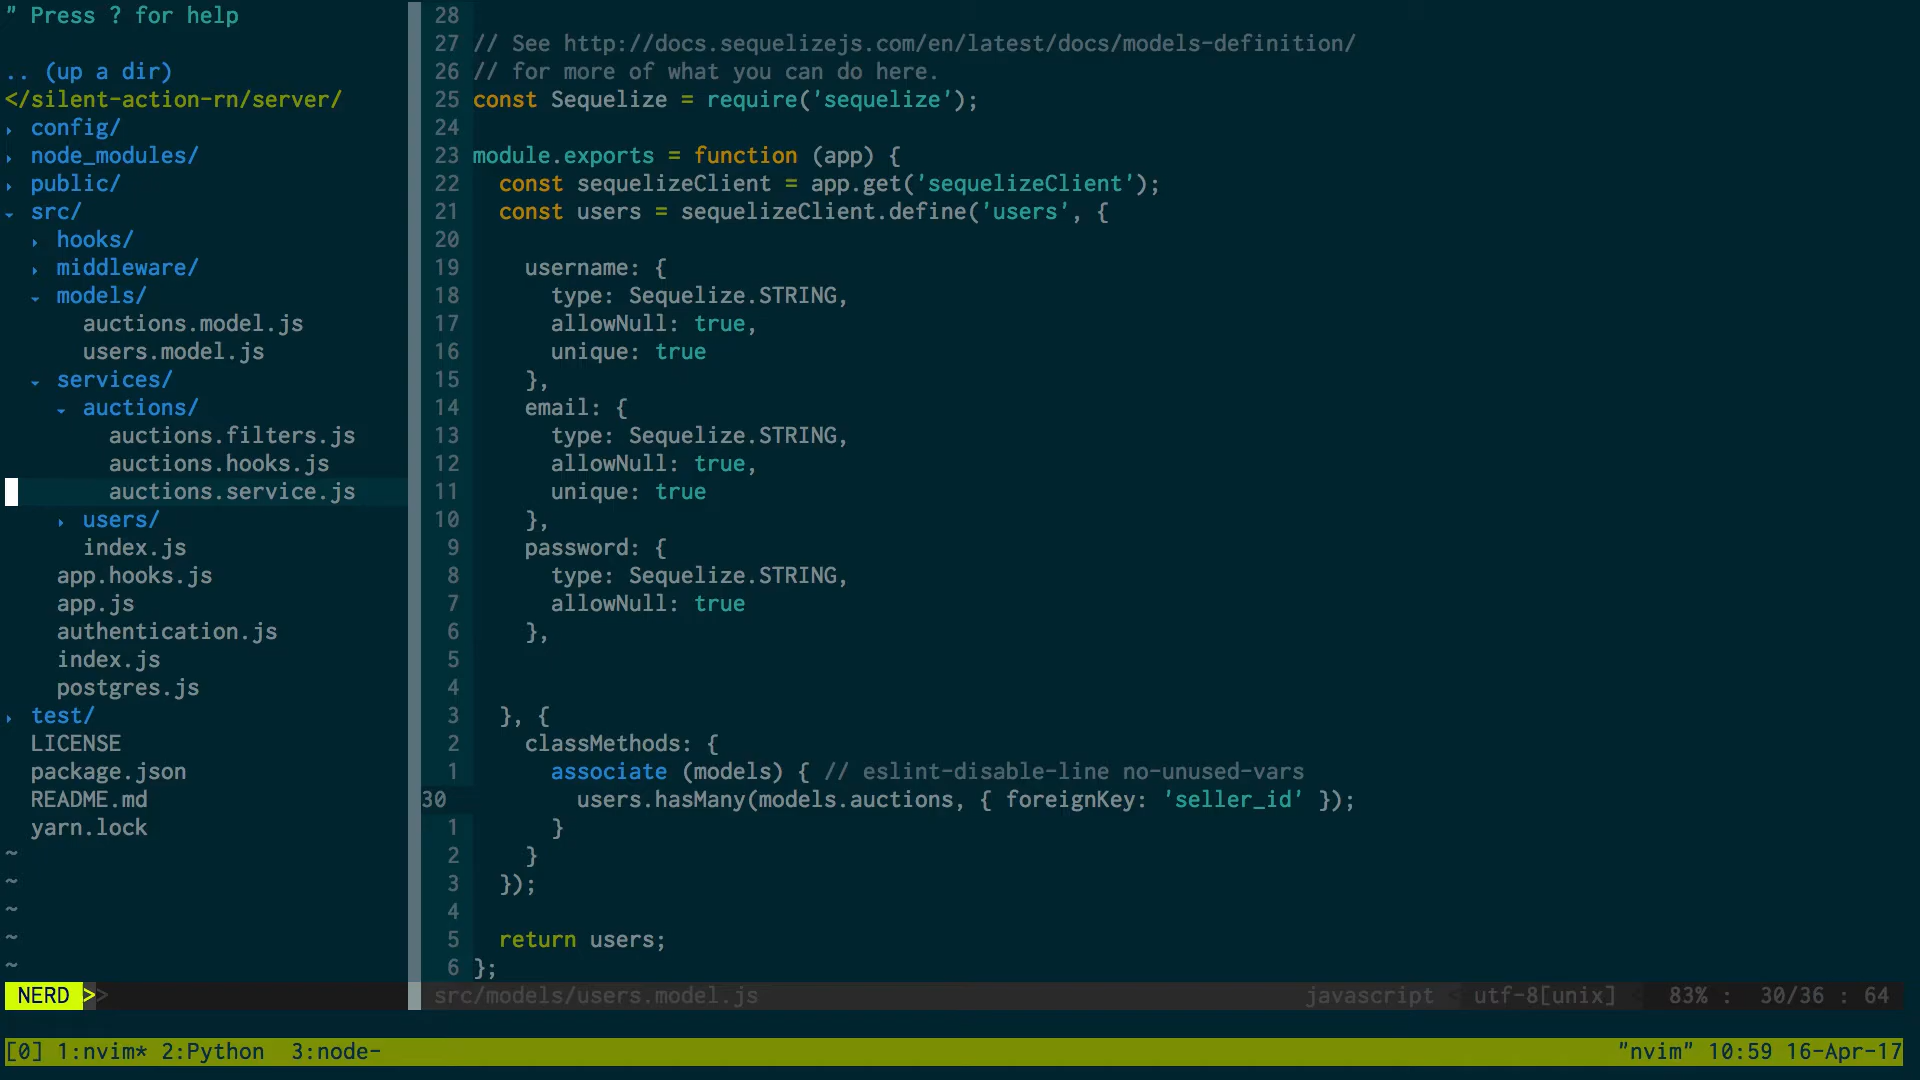 " Press ? for help
.. (up a dir)
</silent-action-rn/server/
▸ config/
▸ node_modules/
▸ public/
▾ src/
▸ hooks/
▸ middleware/
▾ models/
auctions.model.js
users.model.js
▾ services/
▾ auctions/
auctions.filters.js
auctions.hooks.js
auctions.service.js
▸ users/
index.js
app.hooks.js
app.js
authentication.js
index.js
postgres.js
▸ test/
LICENSE
package.json
README.md
yarn.lock
~
~
~
~
~
NERD >>
28
27 // See http://docs.sequelizejs.com/en/latest/docs/models-definition/
26 // for more of what you can do here.
25 const Sequelize = require('sequelize');
24
23 module.exports = function (app) {
22   const sequelizeClient = app.get('sequelizeClient');
21   const users = sequelizeClient.define('users', {
20
19     username: {
18       type: Sequelize.STRING,
17       allowNull: true,
16       unique: true
15     },
14     email: {
13       type: Sequelize.STRING,
12       allowNull: true,
11       unique: true
10     },
9     password: {
8       type: Sequelize.STRING,
7       allowNull: true
6     },
5
4
3   }, {
2     classMethods: {
1       associate (models) { // eslint-disable-line no-unused-vars
30         users.hasMany(models.auctions, { foreignKey: 'seller_id' });
1       }
2     }
3   });
4
5   return users;
6 };
src/models/users.model.js javascript < utf-8[unix] < 83% : 30/36 : 64
[0] 1:nvim* 2:Python  3:node- "nvim" 10:59 16-Apr-17